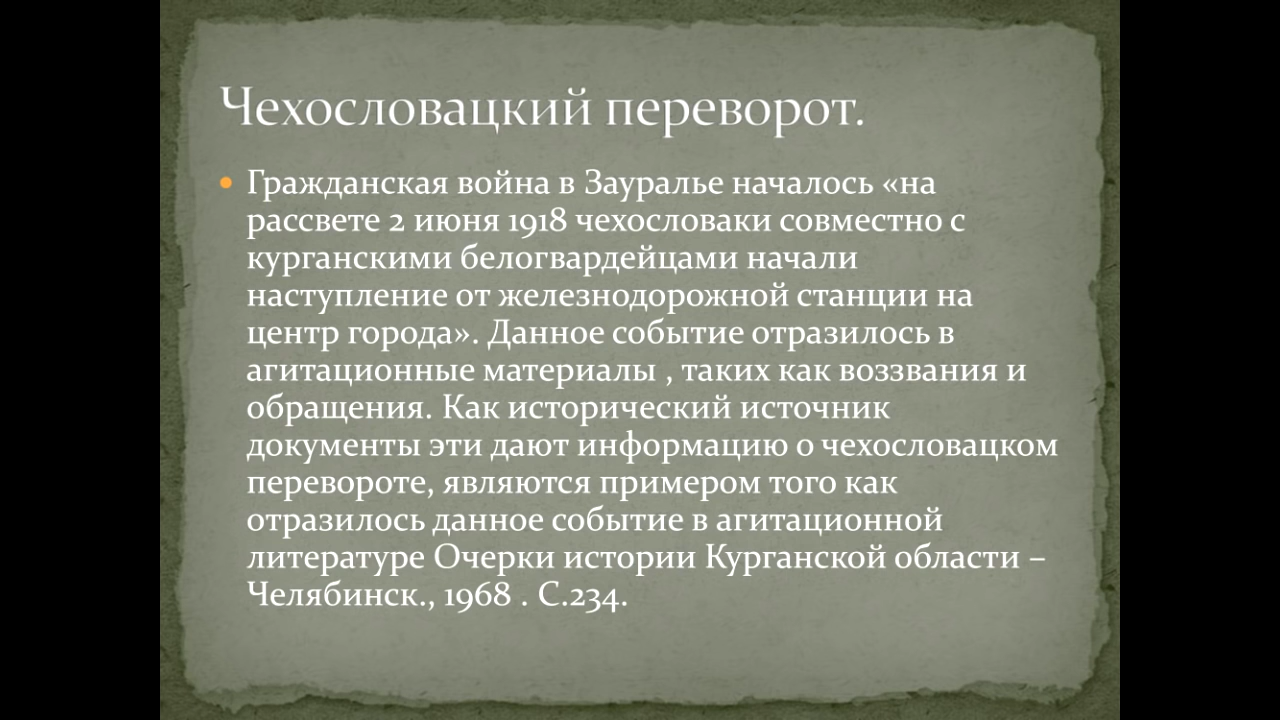 Чехословацкий переворот.
• Гражданская война в Зауралье началось «на
рассвете 2 июня 1918 чехословаки совместно с
курганскими белогвардейцами начали
наступление от железнодорожной станции на
центр города». Данное событие отразилось в
агитационные материалы , таких как воззвания и
обращения. Как исторический источник
документы эти дают информацию о чехословацком
перевороте, являются примером того как
отразилось данное событие в агитационной
литературе Очерки истории Курганской области –
Челябинск., 1968 . С.234.